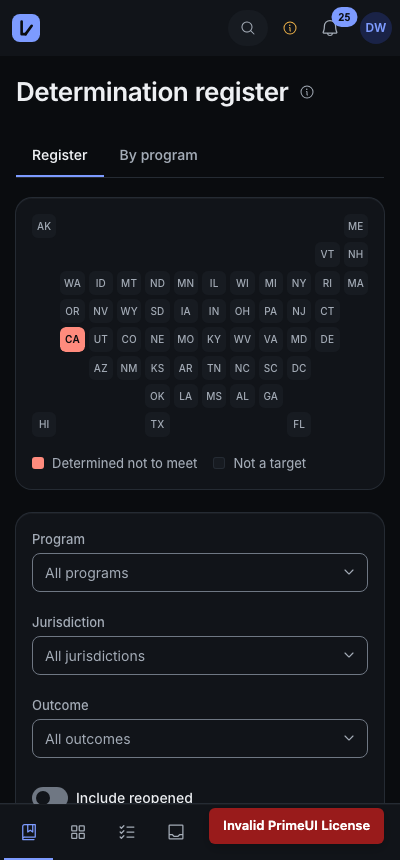 25
DW
Determination register
Register
By program
AK ME
VT NH
WA ID MT ND MN IL WI MI NY RI MA
OR NV WY SD IA IN OH PA NJ CT
CA UT CO NE MO KY WV VA MD DE
AZ NM KS AR TN NC SC DC
OK LA MS AL GA
HI TX FL
Determined not to meet
Not a target
Program
All programs
Jurisdiction
All jurisdictions
Outcome
All outcomes
Include reopened
Invalid PrimeUI License